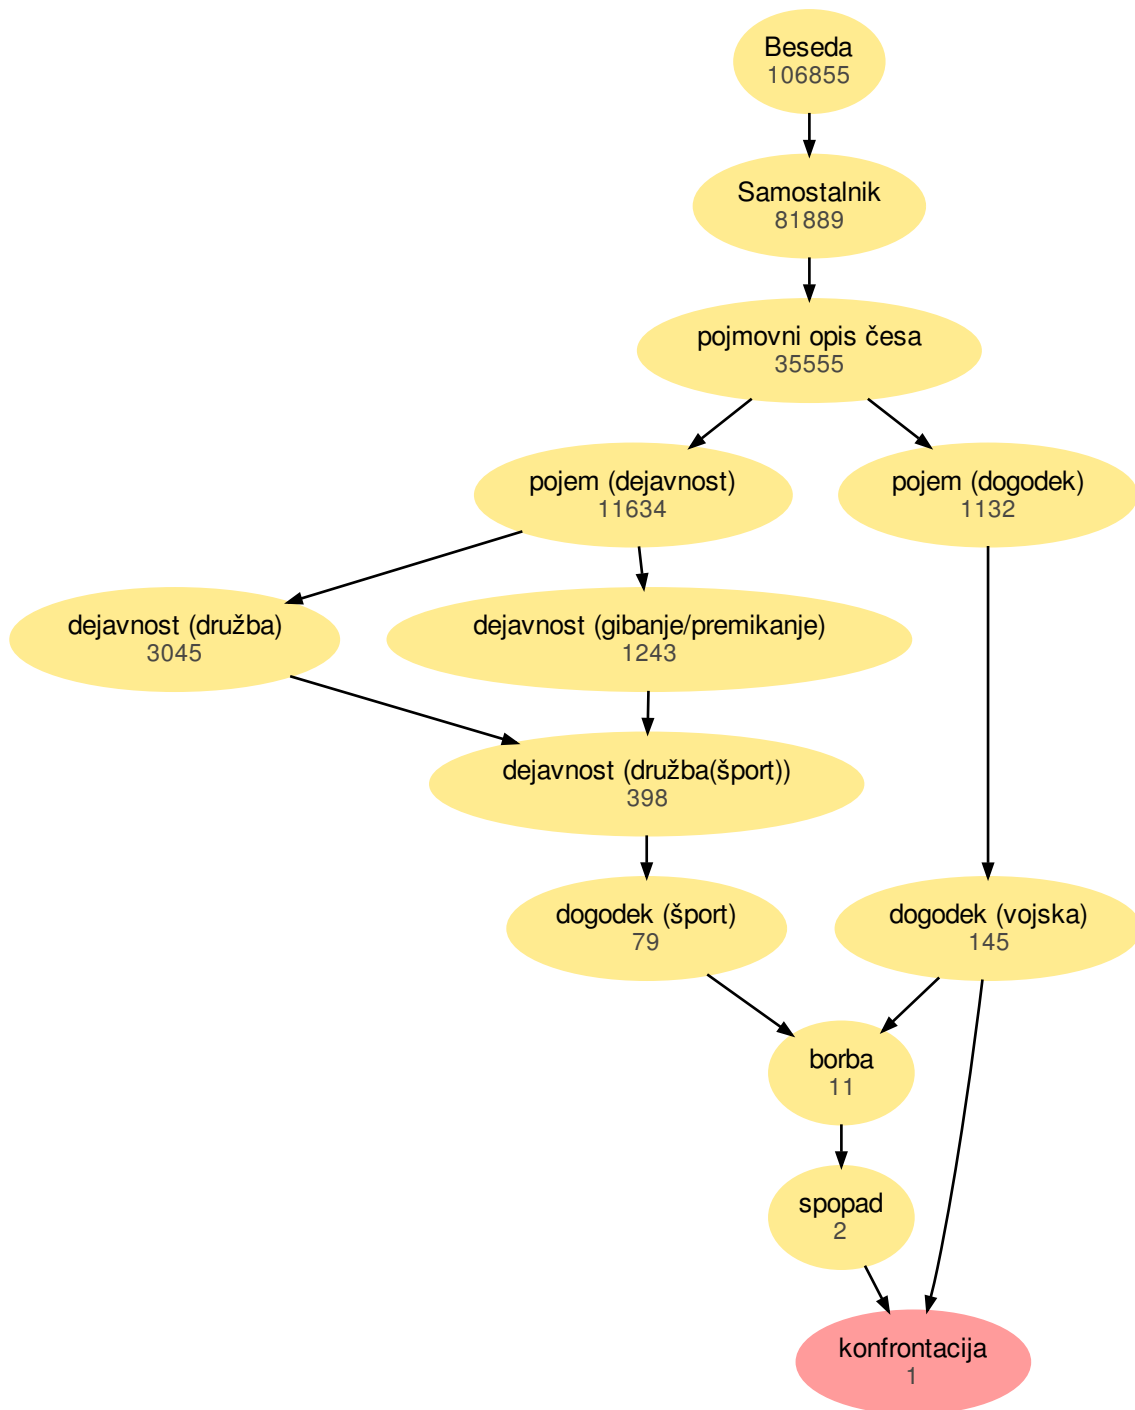 Beseda
106855
Samostalnik
81889
pojmovni opis česa
35555
pojem (dejavnost)
11634
pojem (dogodek)
1132
dejavnost (družba)
3045
dejavnost (gibanje/premikanje)
1243
dejavnost (družba(šport))
398
dogodek (šport)
79
dogodek (vojska)
145
borba
11
spopad
2
konfrontacija
1